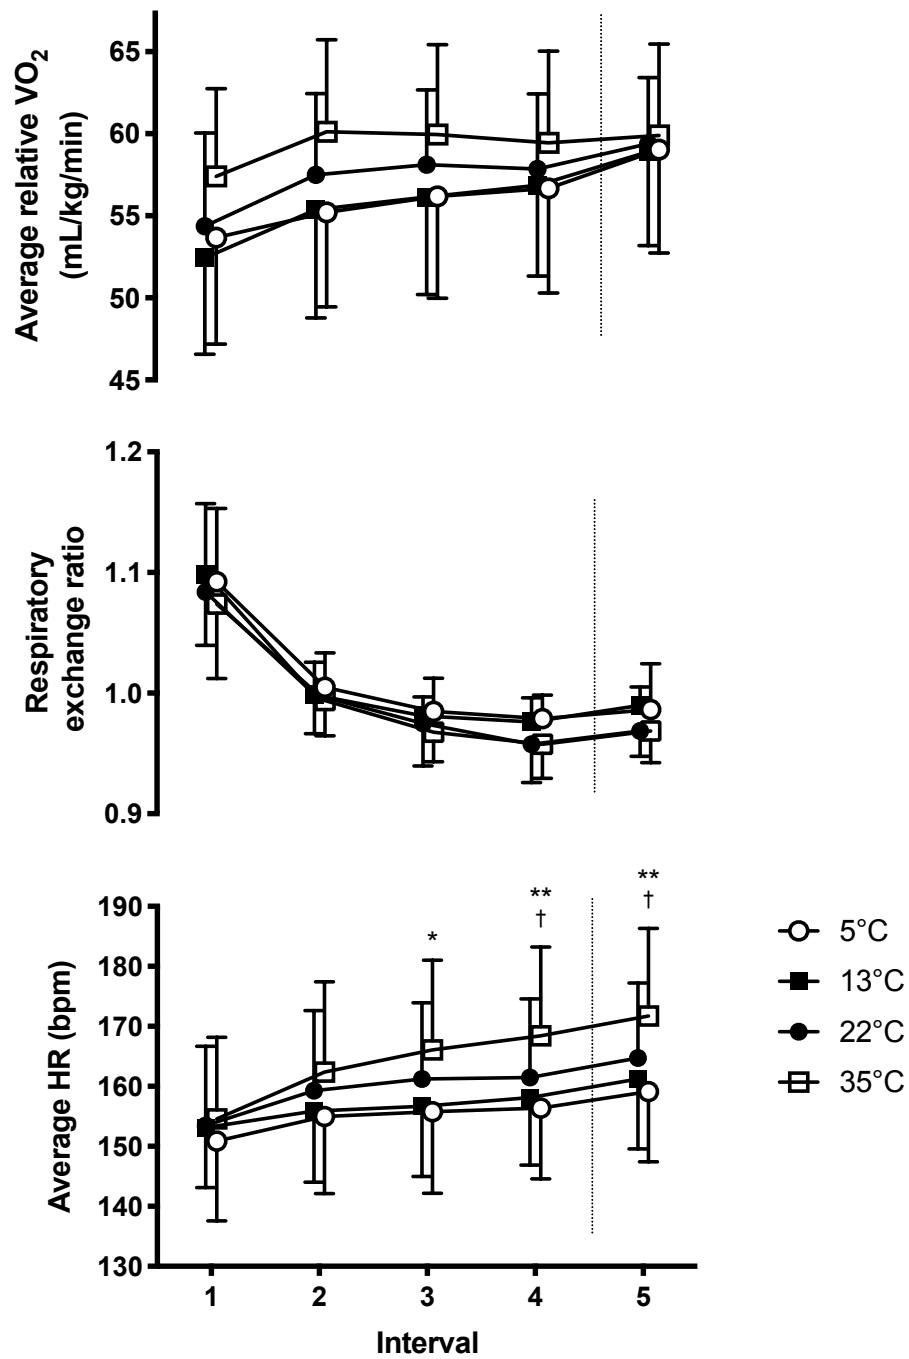 Average relative VO2
(mL/kg/min)
65
60
55
50
45
Respiratory
exchange ratio
1.2
1.1
1.0
0.9
Average HR (bpm)
190
180
170
160
150
140
130
*
**
†
**
†
1 2 3 4 5
Interval
5°C
13°C
22°C
35°C